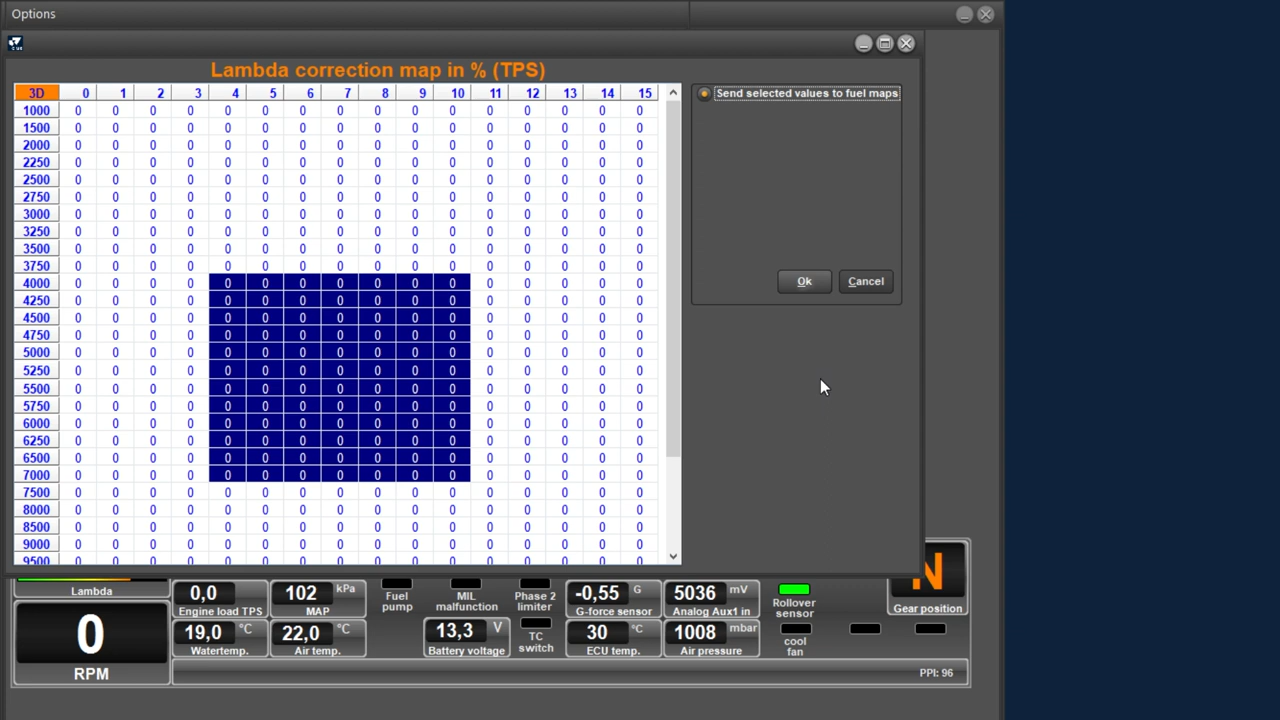 Options
Lambda correction map in % (TPS)
3D 0 1 2 3 4 5 6 7 8 9 10 11 12 13 14 15
1000 0 0 0 0 0 0 0 0 0 0 0 0 0 0 0 0
1500 0 0 0 0 0 0 0 0 0 0 0 0 0 0 0 0
2000 0 0 0 0 0 0 0 0 0 0 0 0 0 0 0 0
2250 0 0 0 0 0 0 0 0 0 0 0 0 0 0 0 0
2500 0 0 0 0 0 0 0 0 0 0 0 0 0 0 0 0
2750 0 0 0 0 0 0 0 0 0 0 0 0 0 0 0 0
3000 0 0 0 0 0 0 0 0 0 0 0 0 0 0 0 0
3250 0 0 0 0 0 0 0 0 0 0 0 0 0 0 0 0
3500 0 0 0 0 0 0 0 0 0 0 0 0 0 0 0 0
3750 0 0 0 0 0 0 0 0 0 0 0 0 0 0 0 0
4000 0 0 0 0 0 0 0 0 0 0 0 0 0 0 0 0
4250 0 0 0 0 0 0 0 0 0 0 0 0 0 0 0 0
4500 0 0 0 0 0 0 0 0 0 0 0 0 0 0 0 0
4750 0 0 0 0 0 0 0 0 0 0 0 0 0 0 0 0
5000 0 0 0 0 0 0 0 0 0 0 0 0 0 0 0 0
5250 0 0 0 0 0 0 0 0 0 0 0 0 0 0 0 0
5500 0 0 0 0 0 0 0 0 0 0 0 0 0 0 0 0
5750 0 0 0 0 0 0 0 0 0 0 0 0 0 0 0 0
6000 0 0 0 0 0 0 0 0 0 0 0 0 0 0 0 0
6250 0 0 0 0 0 0 0 0 0 0 0 0 0 0 0 0
6500 0 0 0 0 0 0 0 0 0 0 0 0 0 0 0 0
7000 0 0 0 0 0 0 0 0 0 0 0 0 0 0 0 0
7500 0 0 0 0 0 0 0 0 0 0 0 0 0 0 0 0
8000 0 0 0 0 0 0 0 0 0 0 0 0 0 0 0 0
8500 0 0 0 0 0 0 0 0 0 0 0 0 0 0 0 0
9000 0 0 0 0 0 0 0 0 0 0 0 0 0 0 0 0
9500 0 0 0 0 0 0 0 0 0 0 0 0 0 0 0 0
Send selected values to fuel maps
Ok Cancel
Lambda
0
RPM
0,0
Engine load TPS
102 kPa
MAP
19,0 °C
Watertemp.
22,0 °C
Air temp.
Fuel
pump
MIL
malfunction
Phase 2
limiter
13,3 V
Battery voltage
TC
switch
-0,55 G
G-force sensor
5036 mV
Analog Aux1 in
30 °C
ECU temp.
1008 mbar
Air pressure
Rollover
sensor
cool
fan
N
Gear position
PPI: 96